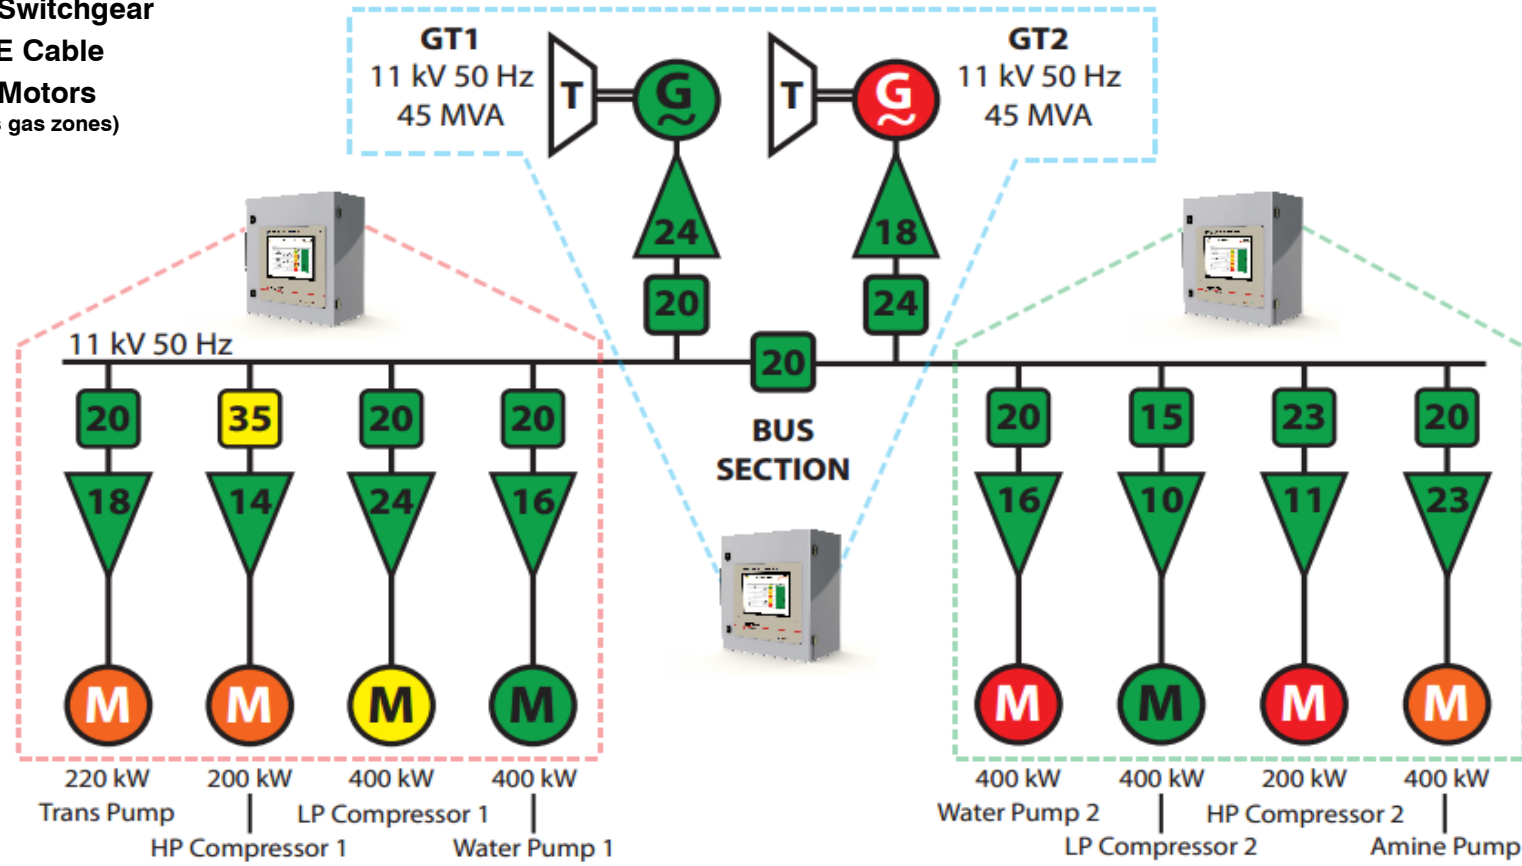 Switchgear
E Cable
Motors
gas zones)
GT1
11 kV 50 Hz
45 MVA
T
G
T
G
GT2
11 kV 50 Hz
45 MVA
24
18
20
24
11 kV 50 Hz
20
BUS
SECTION
20
35
20
20
20
15
23
20
18
14
24
16
16
10
11
23
M
M
M
M
M
M
M
M
220 kW
200 kW
400 kW
400 kW
400 kW
400 kW
200 kW
400 kW
Trans Pump
LP Compressor 1
Water Pump 2
HP Compressor 2
HP Compressor 1
Water Pump 1
LP Compressor 2
Amine Pump